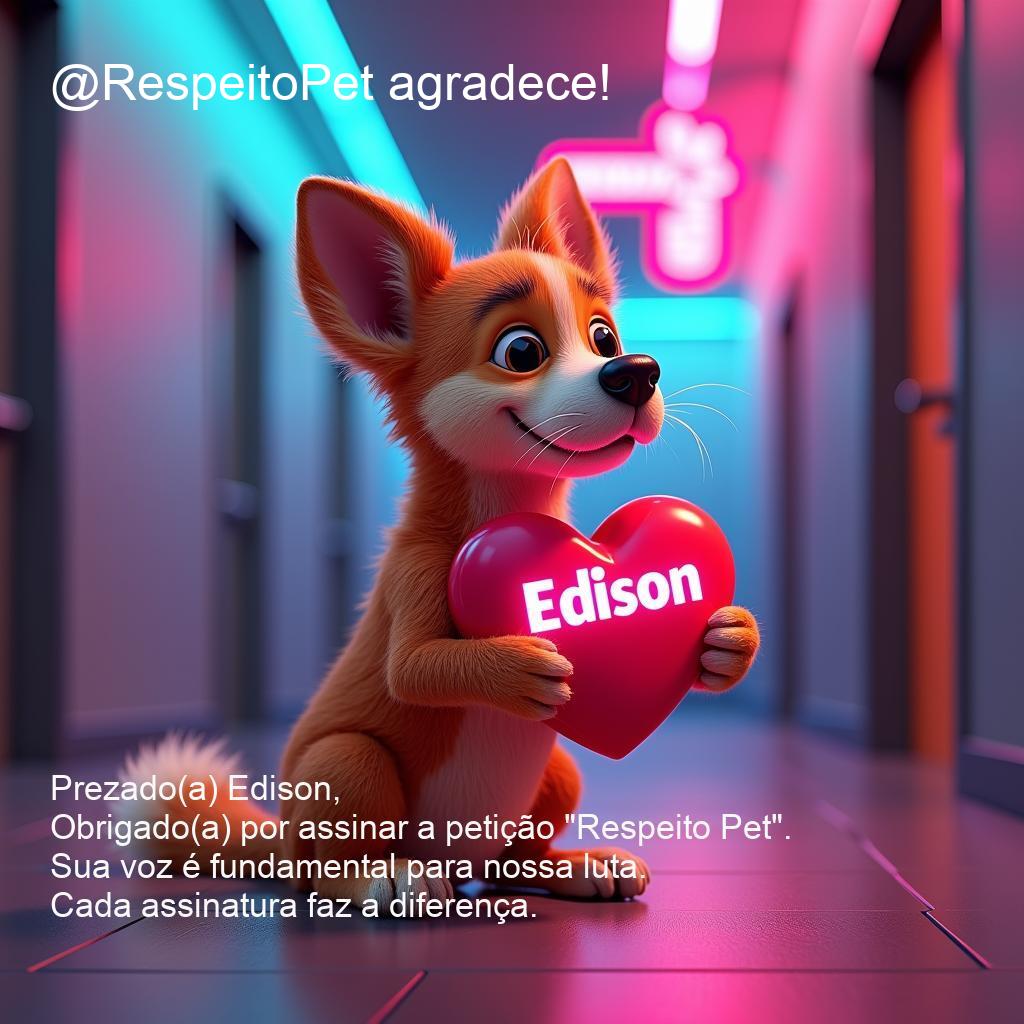 @RespeitoPet agradece!
Edison
Prezado(a) Edison,
Obrigado(a) por assinar a petição "Respeito Pet".
Sua voz é fundamental para nossa luta.
Cada assinatura faz a diferença.